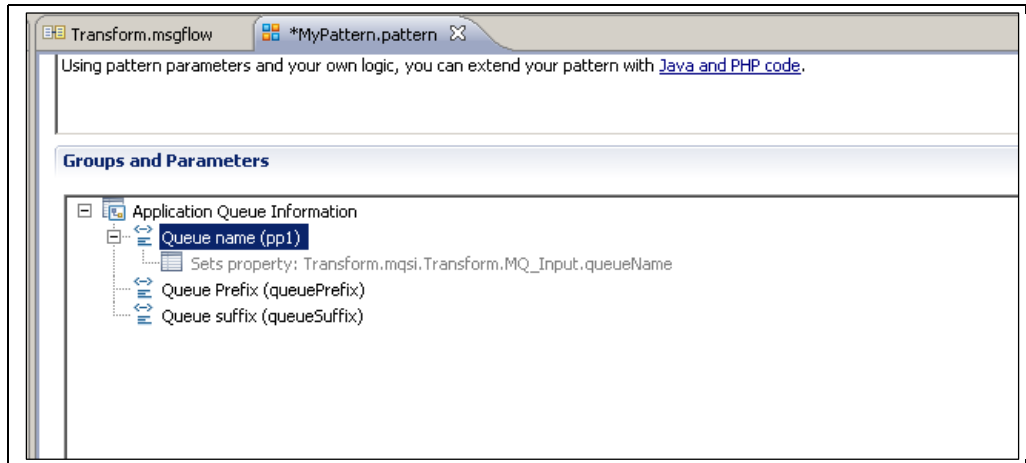 Transform.msgflow *MyPattern.pattern
Using pattern parameters and your own logic, you can extend your pattern with Java and PHP code.
Groups and Parameters
Application Queue Information
Queue name (pp1)
Sets property: Transform.mqsi.Transform.MQ_Input.queueName
Queue Prefix (queuePrefix)
Queue suffix (queueSuffix)